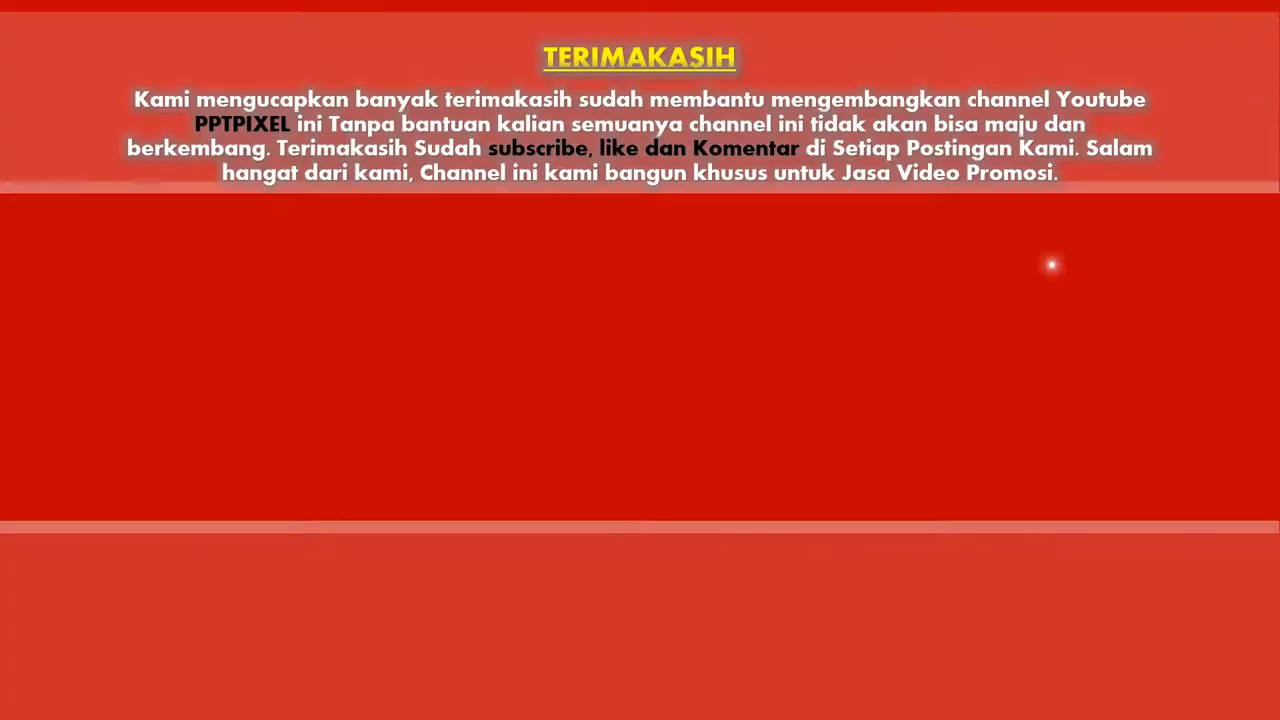 TERIMAKASIH
Kami mengucapkan banyak terimakasih sudah membantu mengembangkan channel Youtube
PPTPIXEL ini Tanpa bantuan kalian semuanya channel ini tidak akan bisa maju dan
berkembang. Terimakasih Sudah subscribe, like dan Komentar di Setiap Postingan Kami. Salam
hangat dari kami, Channel ini kami bangun khusus untuk Jasa Video Promosi.